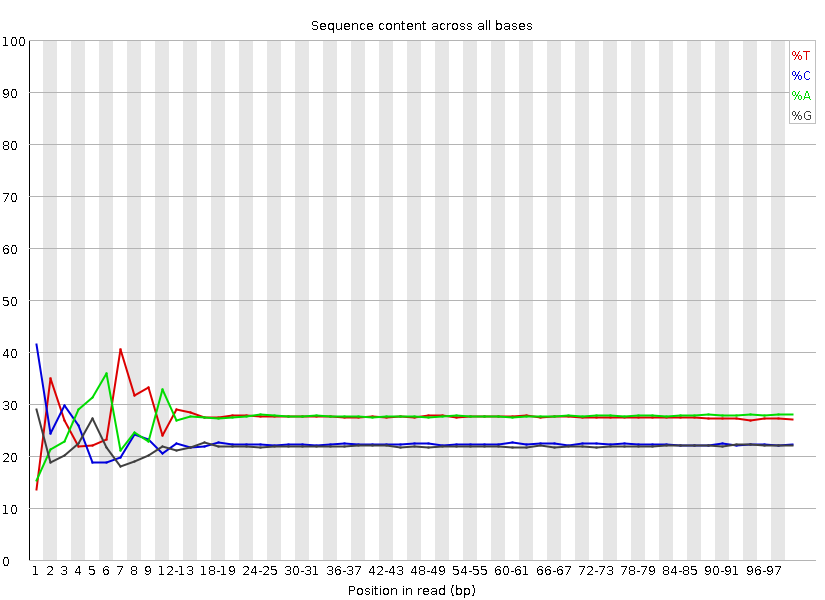 Sequence content across all bases
100
90
80
70
60
50
40
30
20
10
0
%T
%C
%A
%G
1 2 3 4 5 6 7 8 9 12-13 18-19 24-25 30-31 36-37 42-43 48-49 54-55 60-61 66-67 72-73 78-79 84-85 90-91 96-97
Position in read (bp)